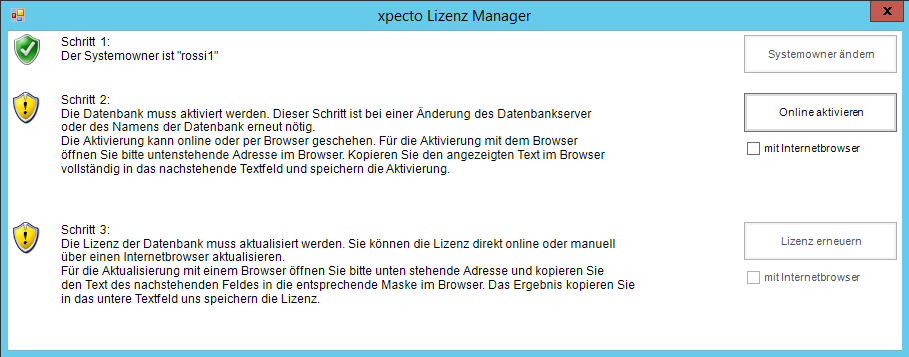 xpecto Lizenz Manager
Schritt 1:
Der Systemowner ist "rossi1"
Systemowner ändern
Schritt 2:
Die Datenbank muss aktiviert werden. Dieser Schritt ist bei einer Änderung des Datenbankserver
oder des Namens der Datenbank erneut nötig.
Die Aktivierung kann online oder per Browser geschehen. Für die Aktivierung mit dem Browser
öffnen Sie bitte untenstehende Adresse im Browser. Kopieren Sie den angezeigten Text im Browser
vollständig in das nachstehende Textfeld und speichern die Aktivierung.
Online aktivieren
mit Internetbrowser
Schritt 3:
Die Lizenz der Datenbank muss aktualisiert werden. Sie können die Lizenz direkt online oder manuell
über einen Internetbrowser aktualisieren.
Für die Aktualisierung mit einem Browser öffnen Sie bitte unten stehende Adresse und kopieren Sie
den Text des nachstehenden Feldes in die entsprechende Maske im Browser. Das Ergebnis kopieren Sie
in das untere Textfeld uns speichern die Lizenz.
Lizenz erneuern
mit Internetbrowser